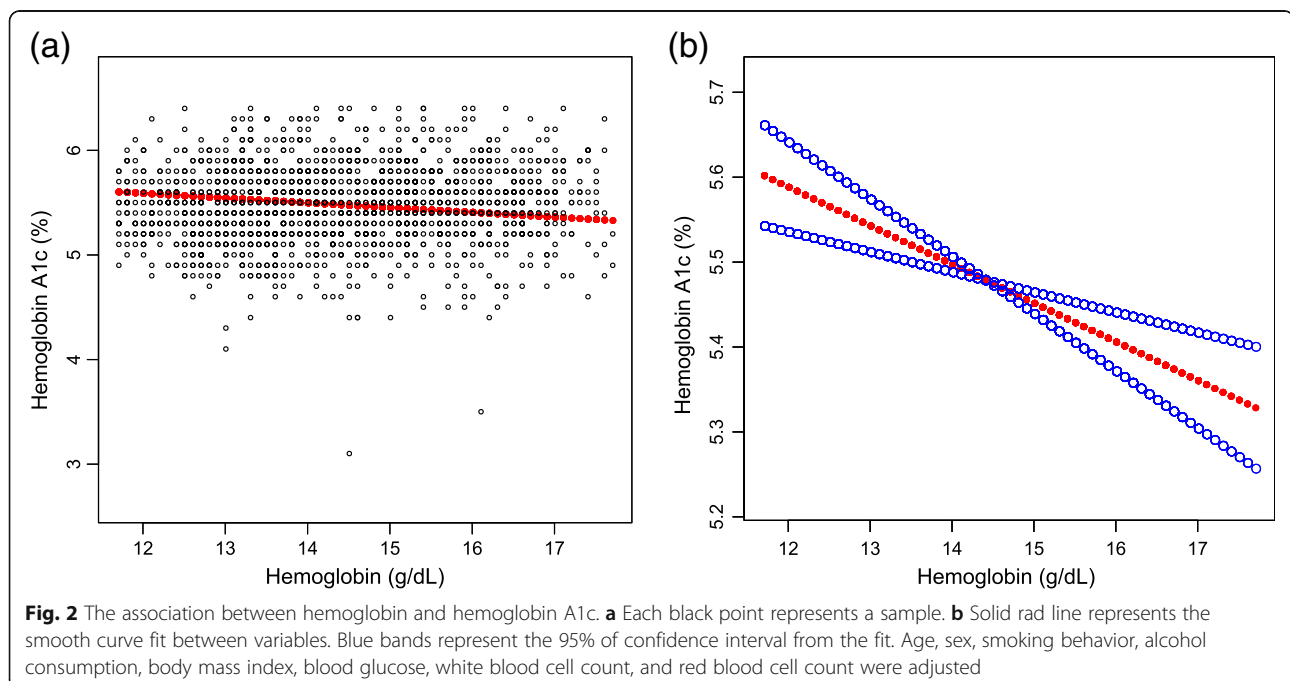 (a)
(b)
Hemoglobin A1c (%)
6
5
4
3
12 13 14 15 16 17
Hemoglobin (g/dL)
Hemoglobin A1c (%)
5.7
5.6
5.5
5.4
5.3
5.2
12 13 14 15 16 17
Hemoglobin (g/dL)
Fig. 2 The association between hemoglobin and hemoglobin A1c. a Each black point represents a sample. b Solid rad line represents the
smooth curve fit between variables. Blue bands represent the 95% of confidence interval from the fit. Age, sex, smoking behavior, alcohol
consumption, body mass index, blood glucose, white blood cell count, and red blood cell count were adjusted